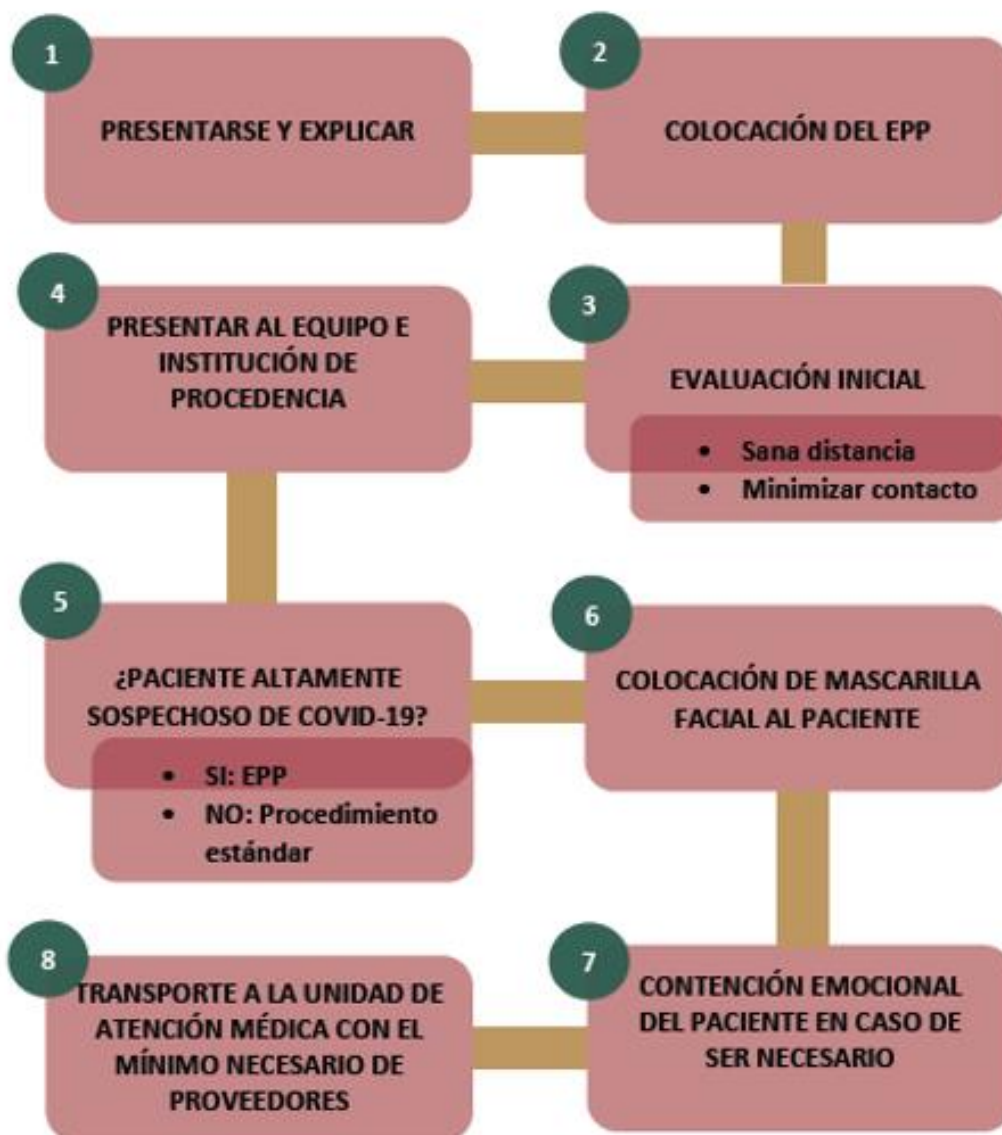 1
PRESENTARSE Y EXPLICAR
2
COLOCACIÓN DEL EPP
3
EVALUACIÓN INICIAL
• Sana distancia
• Minimizar contacto
4
PRESENTAR AL EQUIPO E
INSTITUCIÓN DE
PROCEDENCIA
5
¿PACIENTE ALTAMENTE
SOSPECHOSO DE COVID-19?
• SI: EPP
• NO: Procedimiento
estándar
6
COLOCACIÓN DE MASCARILLA
FACIAL AL PACIENTE
7
CONTENCIÓN EMOCIONAL
DEL PACIENTE EN CASO DE
SER NECESARIO
8
TRANSPORTE A LA UNIDAD DE
ATENCIÓN MÉDICA CON EL
MÍNIMO NECESARIO DE
PROVEEDORES